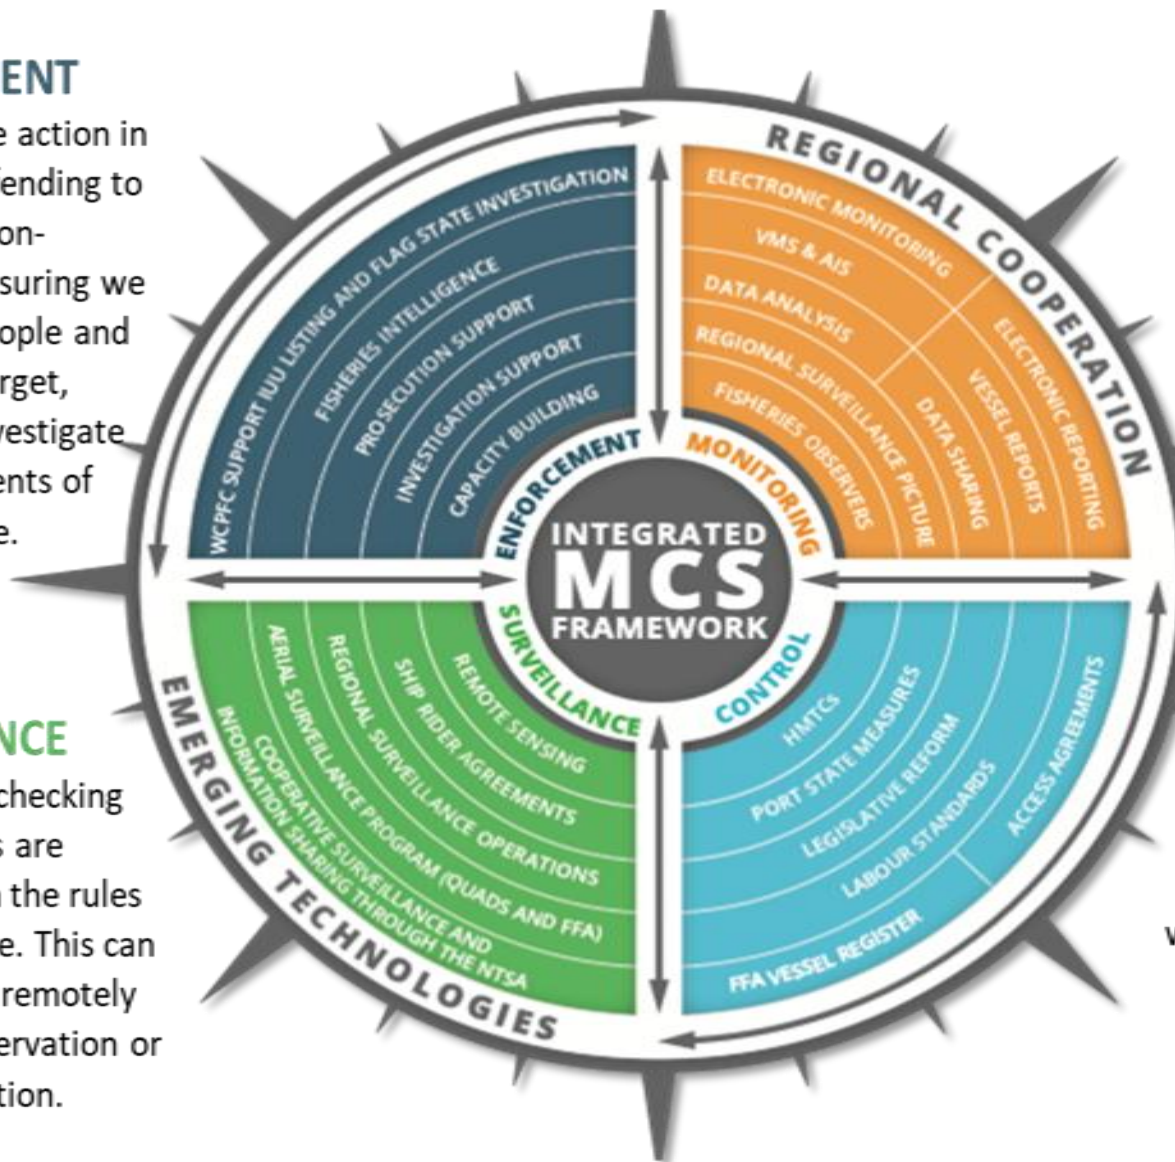 ENT
e action in
ending to
on-
suring we
ople and
rget,
vestigate
ents of
e.
NCE
checking
s are
n the rules
e. This can
remotely
ervation or
tion.
REGIONAL COOPERATION
EMERGING TECHNOLOGIES
WCPFC SUPPORT IUU LISTING AND FLAG STATE INVESTIGATION
FISHERIES INTELLIGENCE
PROSECUTION SUPPORT
INVESTIGATION SUPPORT
CAPACITY BUILDING
ENFORCEMENT
ELECTRONIC MONITORING
VMS & AIS
DATA ANALYSIS
REGIONAL SURVEILLANCE PICTURE
FISHERIES OBSERVERS
ELECTRONIC REPORTING
VESSEL REPORTS
DATA SHARING
MONITORING
INTEGRATED
MCS
FRAMEWORK
SURVEILLANCE
REMOTE SENSING
SHIP RIDER AGREEMENTS
REGIONAL SURVEILLANCE OPERATIONS
AERIAL SURVEILLANCE PROGRAM (QUADS AND FFA)
COOPERATIVE SURVEILLANCE AND
INFORMATION SHARING THROUGH THE NTSA
CONTROL
HMTCs
PORT STATE MEASURES
LEGISLATIVE REFORM
LABOUR STANDARDS
ACCESS AGREEMENTS
FFA VESSEL REGISTER